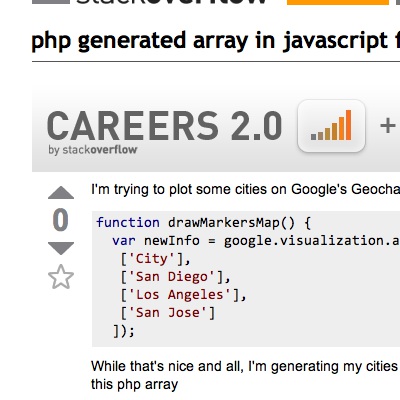 stackoverflow
php generated array in javascript f
CAREERS 2.0 +
by stackoverflow
I'm trying to plot some cities on Google's Geocha
0
function drawMarkersMap() {
var newInfo = google.visualization.a
['City'],
['San Diego'],
['Los Angeles'],
['San Jose']
]);
While that's nice and all, I'm generating my cities
this php array